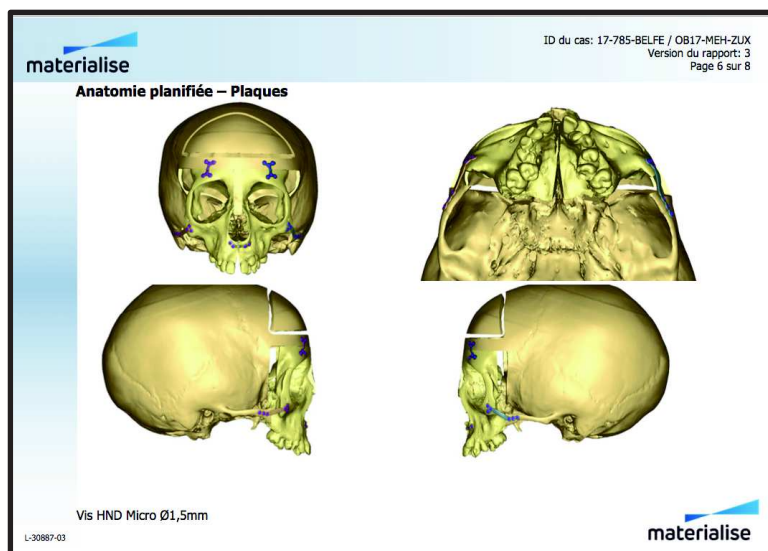 materialise
ID du cas: 17-785-BELFE / OB17-MEH-ZUX
Version du rapport: 3
Page 6 sur 8
Anatomie planifiée – Plaques
Vis HND Micro Ø1,5mm
L-30887-03
materialise